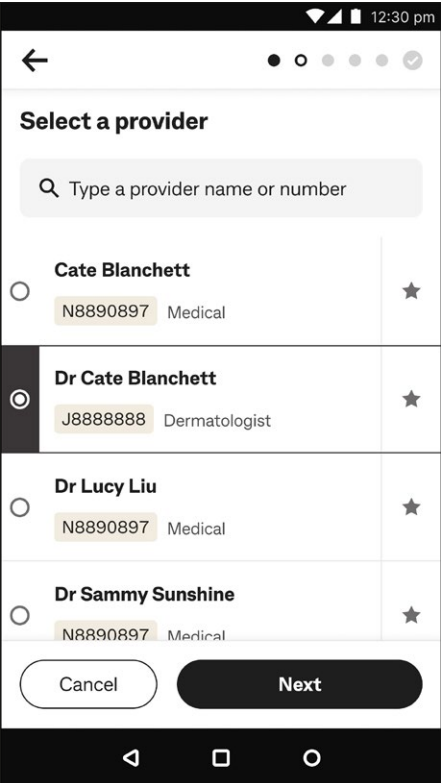 12:30 pm
Select a provider
Type a provider name or number
Cate Blanchett
N8890897 Medical
Dr Cate Blanchett
J8888888 Dermatologist
Dr Lucy Liu
N8890897 Medical
Dr Sammy Sunshine
N8890897 Medical
Cancel Next